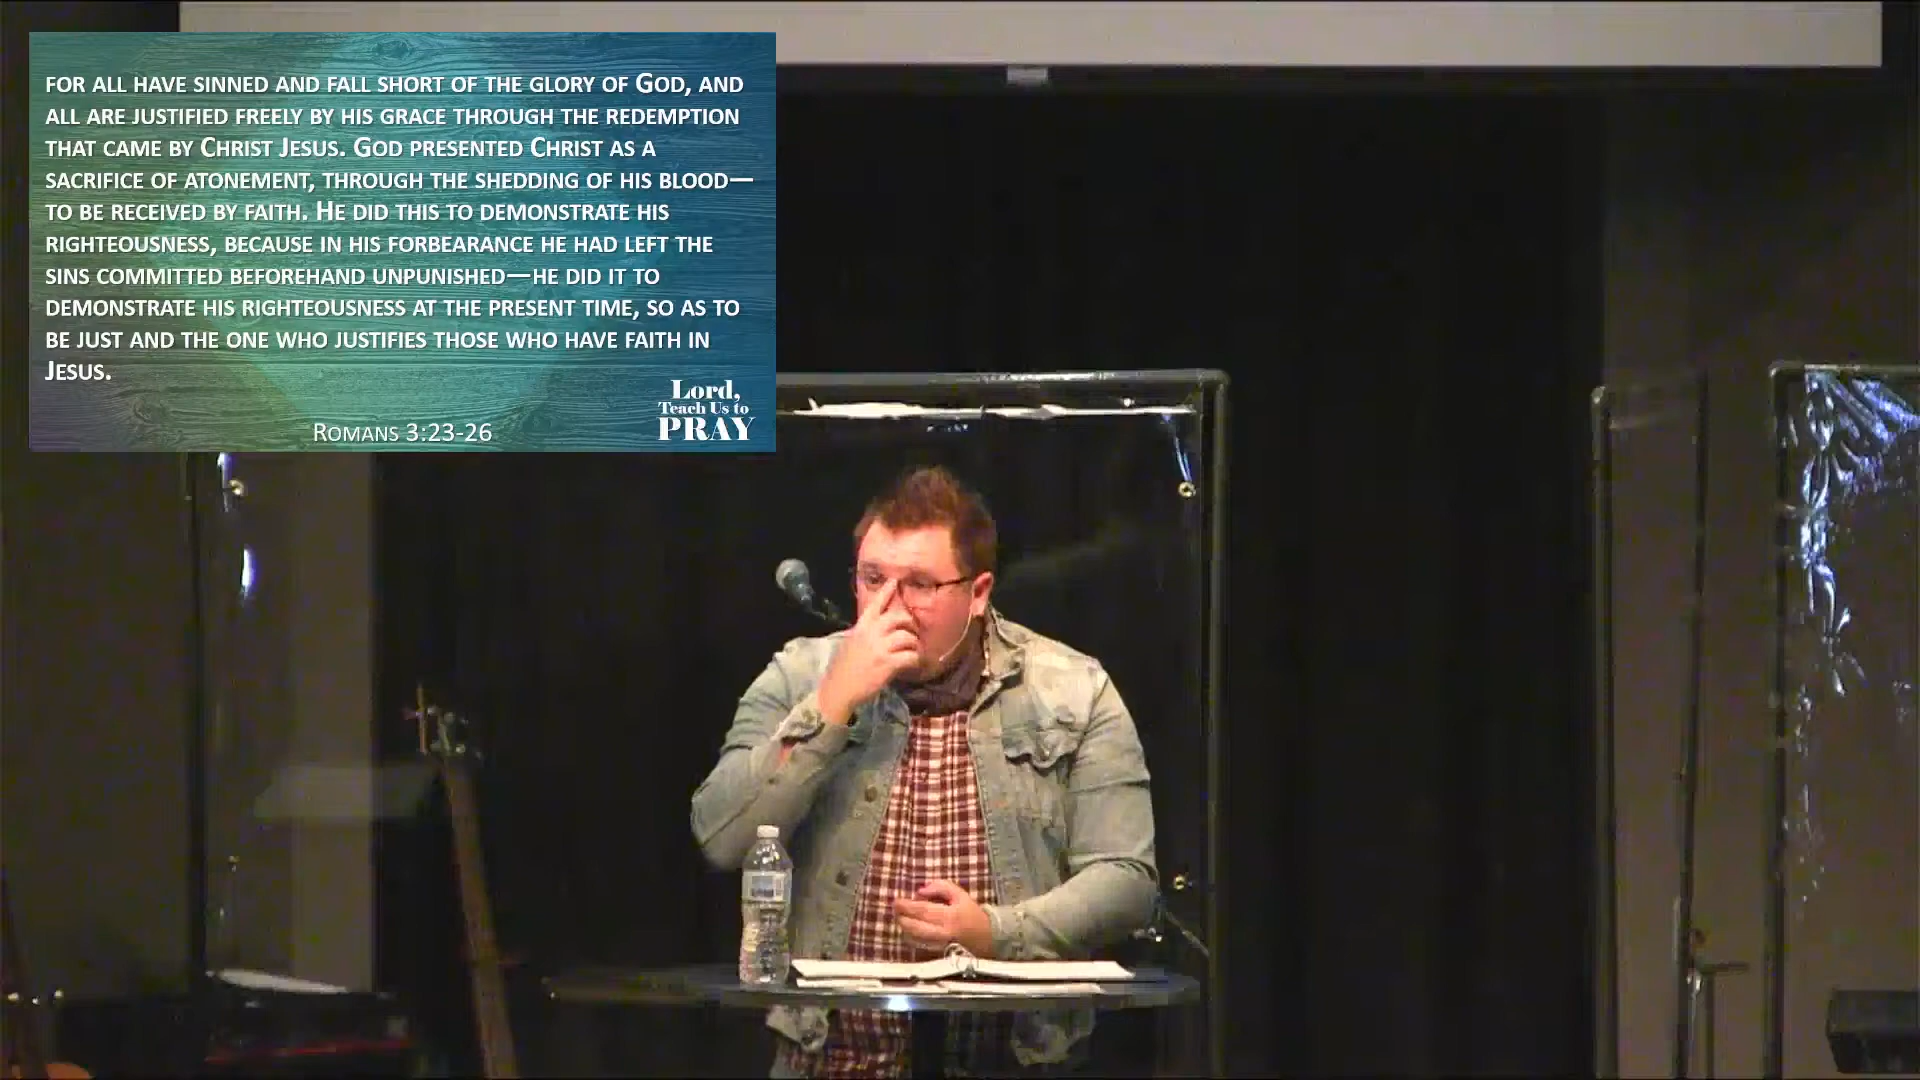 FOR ALL HAVE SINNED AND FALL SHORT OF THE GLORY OF GOD, AND
ALL ARE JUSTIFIED FREELY BY HIS GRACE THROUGH THE REDEMPTION
THAT CAME BY CHRIST JESUS. GOD PRESENTED CHRIST AS A
SACRIFICE OF ATONEMENT, THROUGH THE SHEDDING OF HIS BLOOD—
TO BE RECEIVED BY FAITH. HE DID THIS TO DEMONSTRATE HIS
RIGHTEOUSNESS, BECAUSE IN HIS FORBEARANCE HE HAD LEFT THE
SINS COMMITTED BEFOREHAND UNPUNISHED—HE DID IT TO
DEMONSTRATE HIS RIGHTEOUSNESS AT THE PRESENT TIME, SO AS TO
BE JUST AND THE ONE WHO JUSTIFIES THOSE WHO HAVE FAITH IN
JESUS.
Lord,
Teach Us to
PRAY
ROMANS 3:23-26